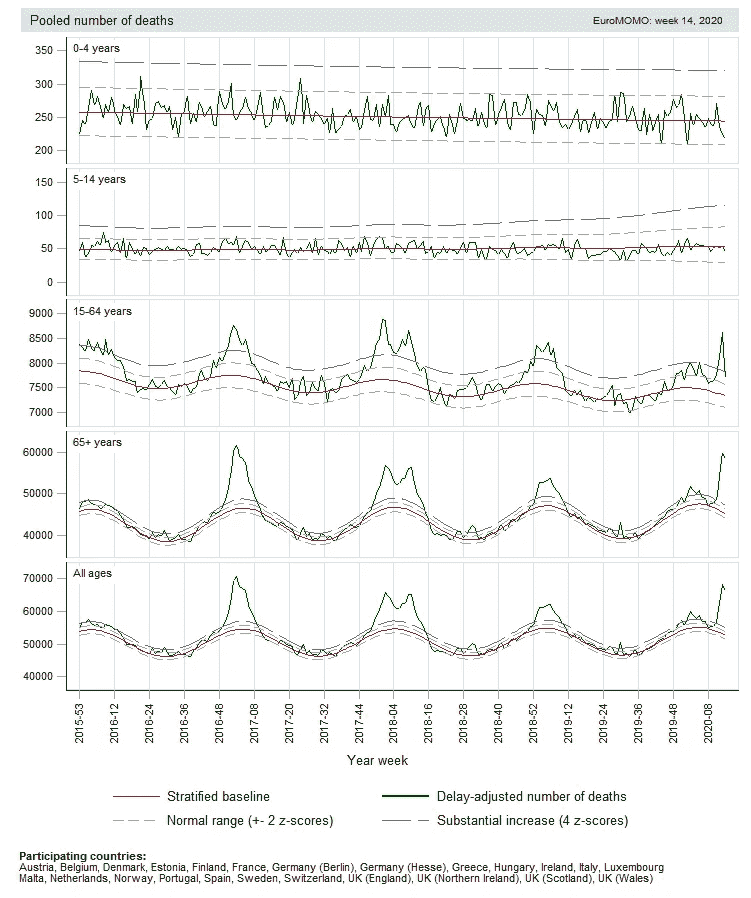 Pooled number of deaths
EuroMOMO: week 14, 2020
0-4 years
350
300
250
200
5-14 years
150
100
50
0
15-64 years
9000
8500
8000
7500
7000
65+ years
60000
50000
40000
All ages
70000
60000
50000
40000
2015-53
2016-12
2016-24
2016-36
2016-48
2017-08
2017-20
2017-32
2017-44
2018-04
2018-16
2018-28
2018-40
2018-52
2019-12
2019-24
2019-36
2019-48
2020-08
Year week
Stratified baseline
Delay-adjusted number of deaths
Normal range (+- 2 z-scores)
Substantial increase (4 z-scores)
Participating countries:
Austria, Belgium, Denmark, Estonia, Finland, France, Germany (Berlin), Germany (Hesse), Greece, Hungary, Ireland, Italy, Luxembourg
Malta, Netherlands, Norway, Portugal, Spain, Sweden, Switzerland, UK (England), UK (Northern Ireland), UK (Scotland), UK (Wales)